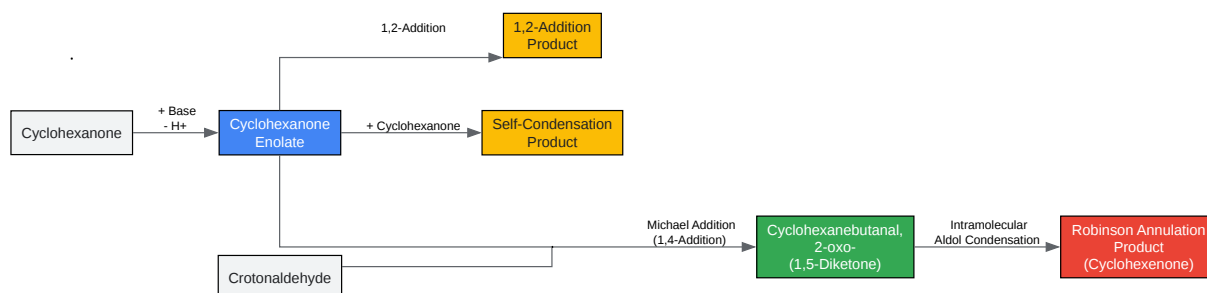 1,2-Addition
1,2-Addition
Product
Cyclohexanone
+ Base
- H+
Cyclohexanone
Enolate
+ Cyclohexanone
Self-Condensation
Product
Crotonaldehyde
Michael Addition
(1,4-Addition)
Cyclohexanebutanal,
2-oxo-
(1,5-Diketone)
Intramolecular
Aldol Condensation
Robinson Annulation
Product
(Cyclohexenone)